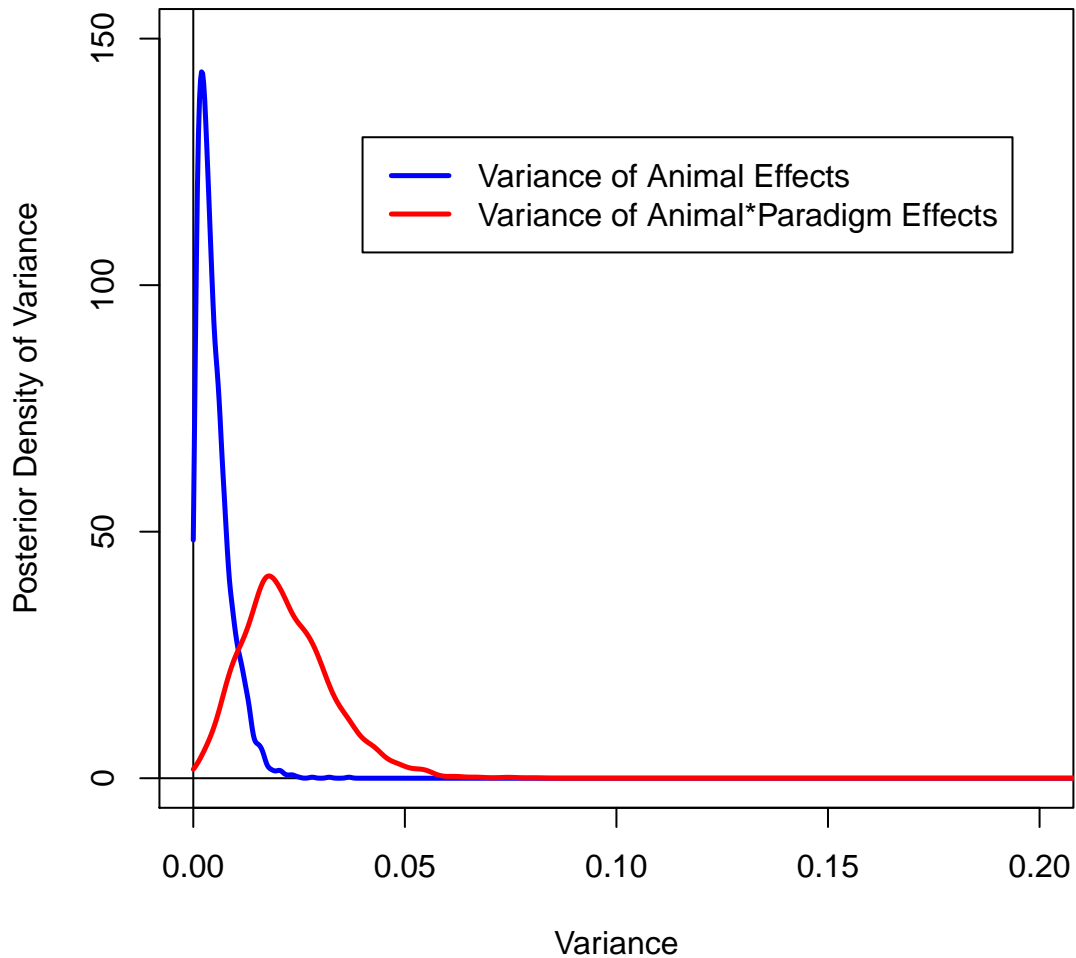 Posterior Density of Variance
150
100
50
0
Variance of Animal Effects
Variance of Animal*Paradigm Effects
0.00 0.05 0.10 0.15 0.20
Variance